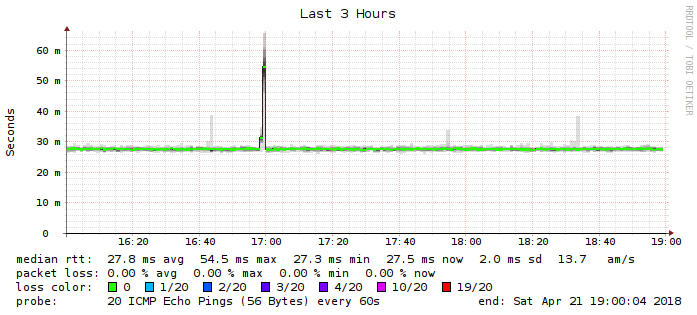 Last 3 Hours
RRDTOOL / TOBI OETIKER
Seconds
60 m
50 m
40 m
30 m
20 m
10 m
0
16:20 16:40 17:00 17:20 17:40 18:00 18:20 18:40 19:00
median rtt: 27.8 ms avg 54.5 ms max 27.3 ms min 27.5 ms now 2.0 ms sd 13.7 am/s
packet loss: 0.00 % avg 0.00 % max 0.00 % min 0.00 % now
loss color: 0 1/20 2/20 3/20 4/20 10/20 19/20
probe: 20 ICMP Echo Pings (56 Bytes) every 60s end: Sat Apr 21 19:00:04 2018